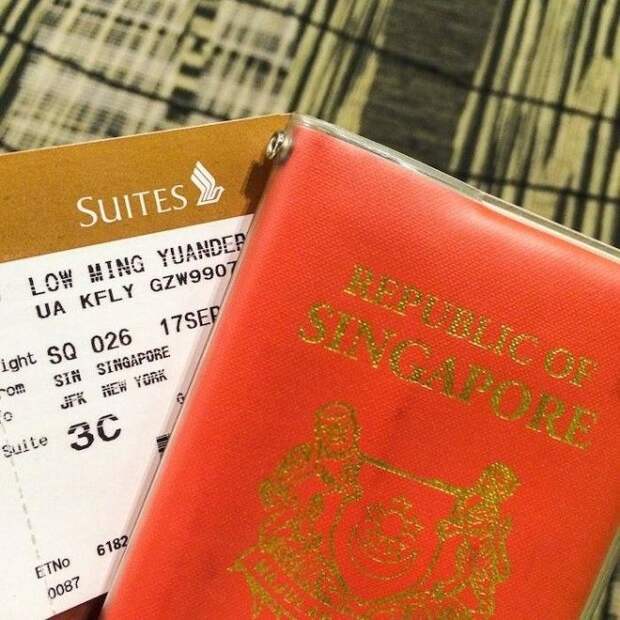 SUITES
LOW MING YUANDER
UA KFLY GZW9907
ight SQ 026 17SEP
om SIN SINGAPORE
o JFK NEW YORK
Suite 3C
G
ETNo 6182
0087
REPUBLIC OF
SINGAPORE